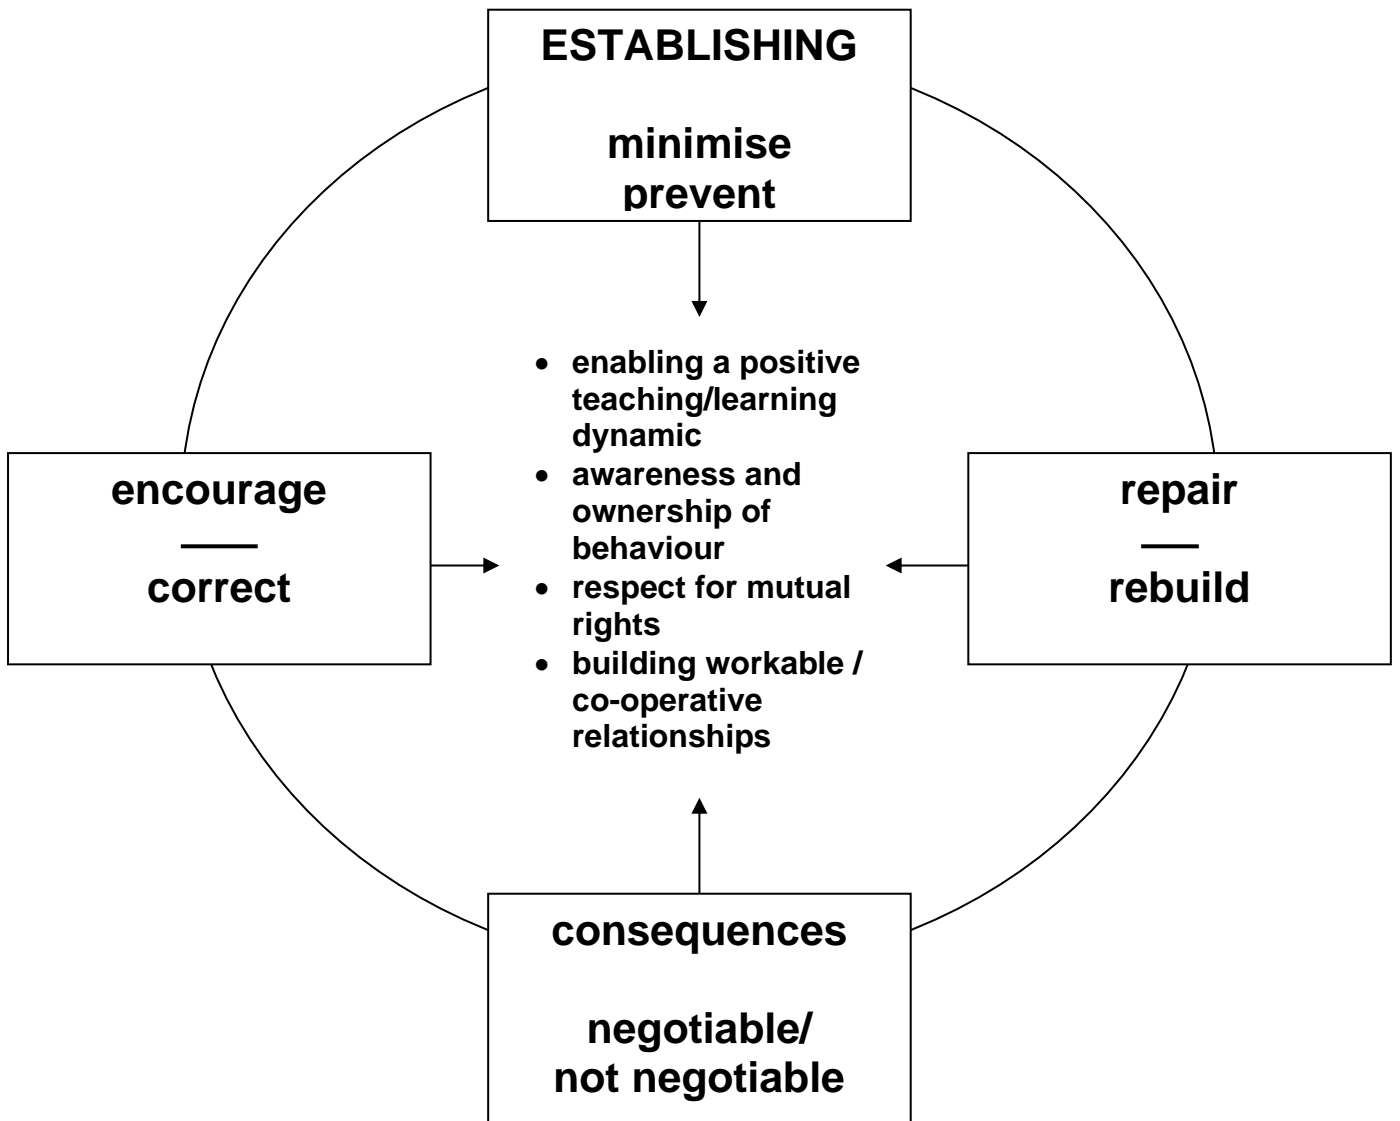 ESTABLISHING
minimise
prevent
• enabling a positive
teaching/learning
dynamic
• awareness and
ownership of
behaviour
• respect for mutual
rights
• building workable /
co-operative
relationships
encourage
correct
repair
rebuild
consequences
negotiable/
not negotiable